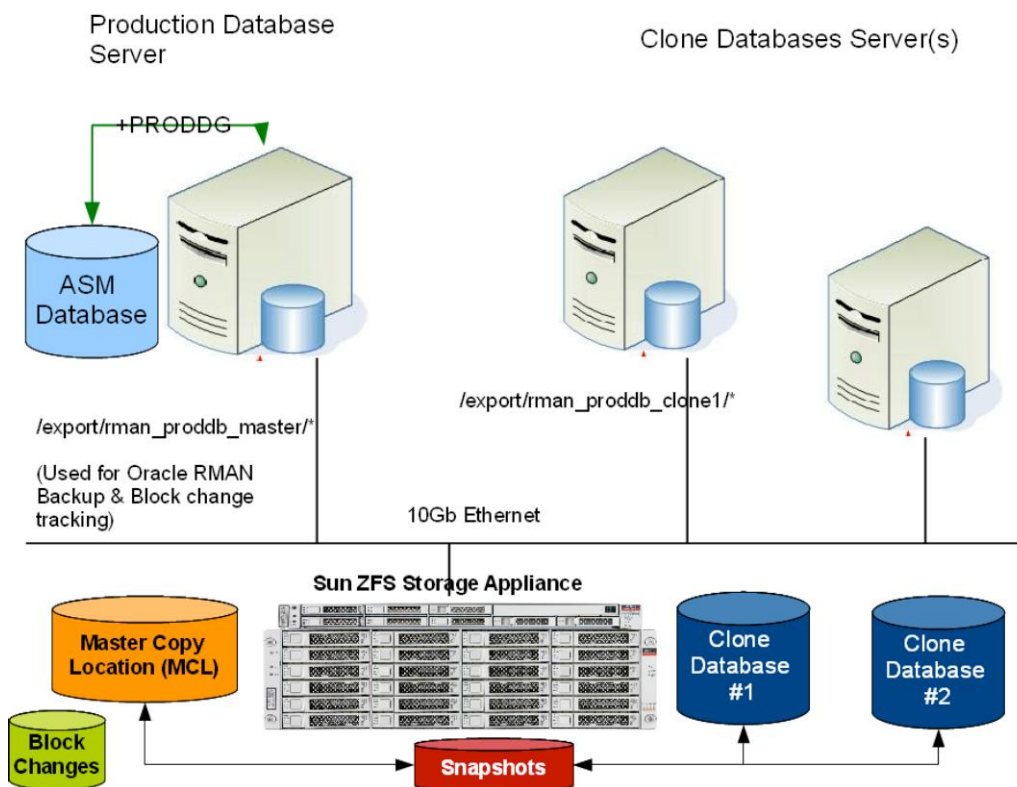 Production Database
Server
Clone Databases Server(s)
+PRODDG
ASM
Database
/export/rman_proddb_master/*
/export/rman_proddb_clone1/*
(Used for Oracle RMAN
Backup & Block change
tracking)
10Gb Ethernet
Sun ZFS Storage Appliance
Master Copy
Location (MCL)
Clone
Database
#1
Clone
Database
#2
Block
Changes
Snapshots